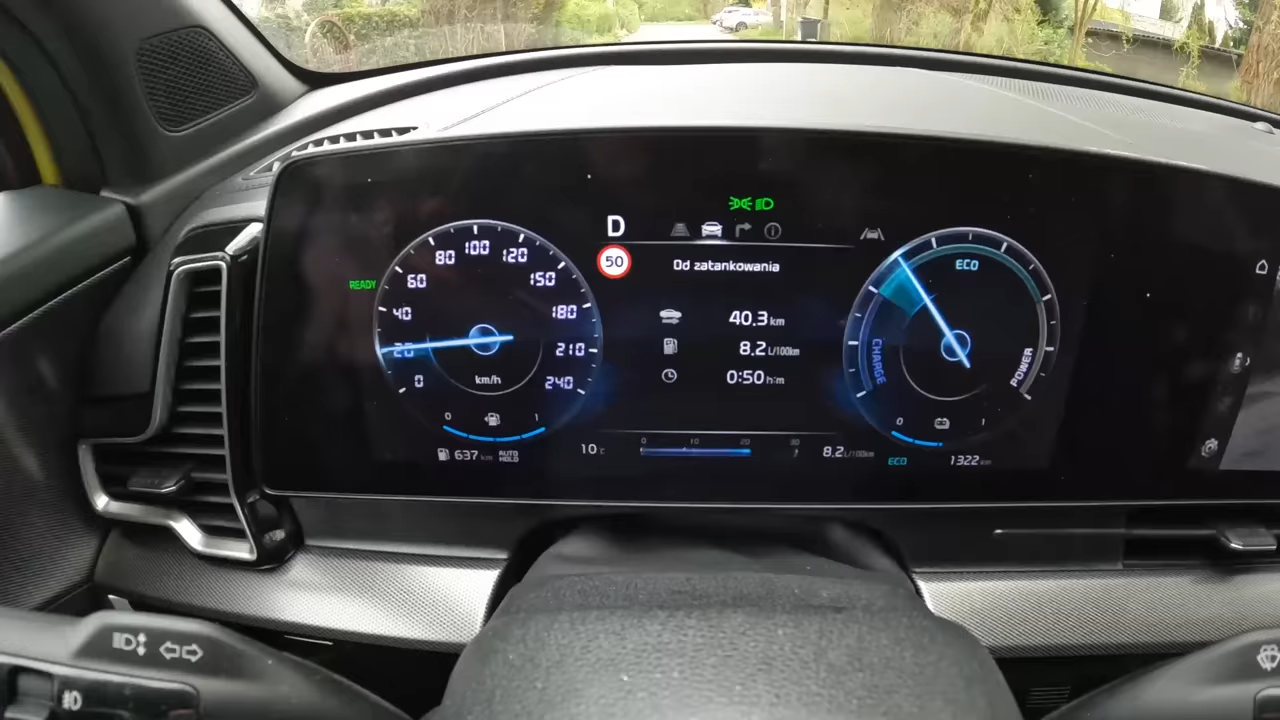 D
50
Od zatankowania
40.3 km
8.2 L/100km
0:50 h:m
READY
0
20
40
60
80
100
120
150
180
210
240
km/h
0 1
637 km AUTO HOLD
10°C
0 10 20 30
8.2 L/100km
ECO
CHARGE
POWER
0 1
ECO
1322 km